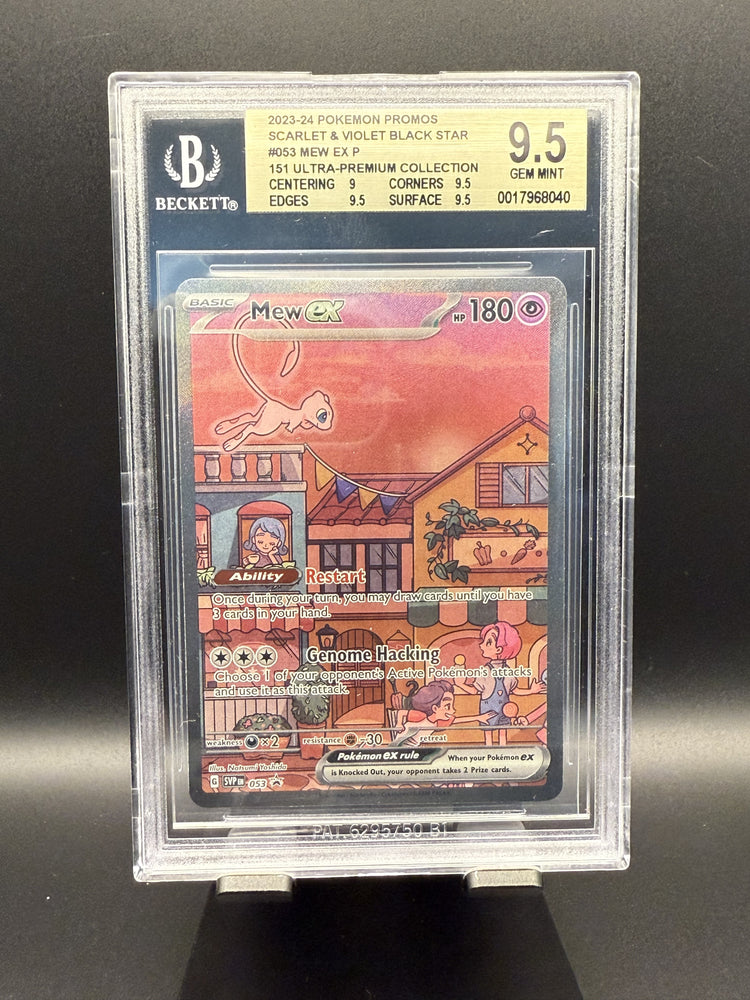 2023-24 POKEMON PROMOS
SCARLET & VIOLET BLACK STAR
#053 MEW EX P
151 ULTRA-PREMIUM COLLECTION
CENTERING 9 CORNERS 9.5
EDGES 9.5 SURFACE 9.5
9.5
GEM MINT
0017968040
B
BECKETT®
BASIC
Mew ex
HP 180
Ability Restart
Once during your turn, you may draw cards until you have
3 cards in your hand.
Genome Hacking
Choose 1 of your opponent's Active Pokémon's attacks
and use it as this attack.
weakness ×2 resistance -30 retreat
Pokémon ex rule When your Pokémon ex
is Knocked Out, your opponent takes 2 Prize cards.
Illus. Natsumi Yoshida
G SVP EN 053
PAT. 6295750 B1